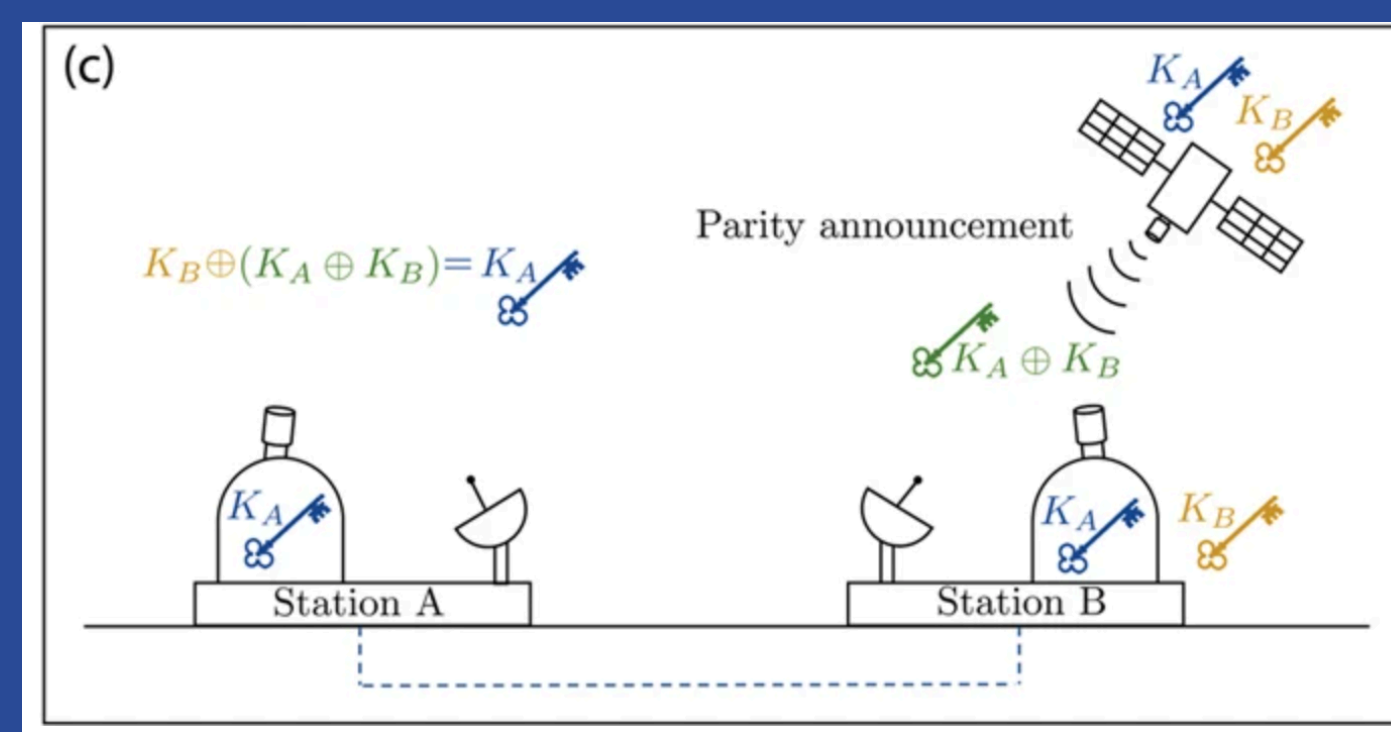 (c)
K_A
K_B
Parity announcement
K_B⊕(K_A ⊕ K_B)= K_A
K_A ⊕ K_B
K_A
K_A
K_B
Station A
Station B